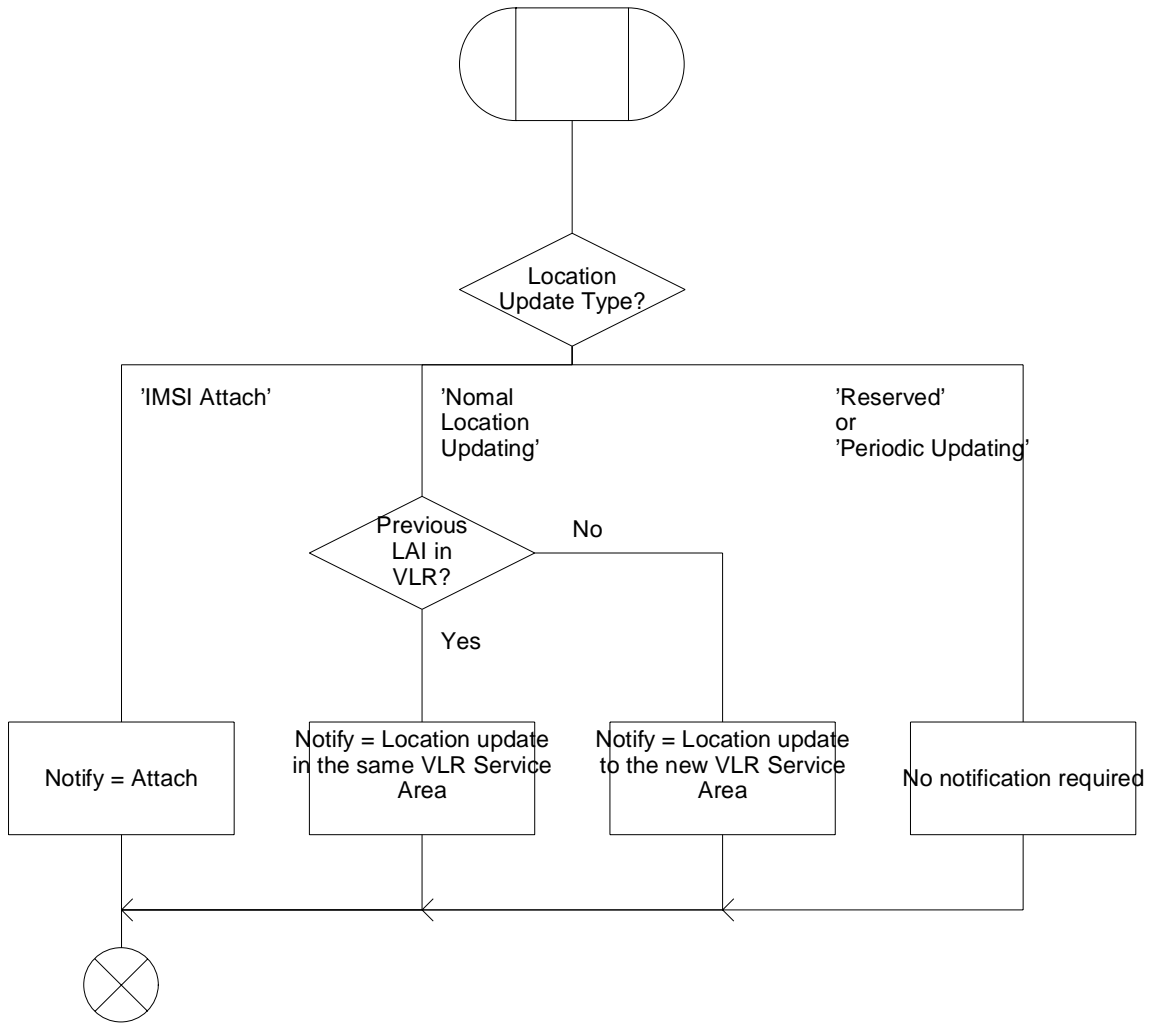 Location
Update Type?
’IMSI Attach’
’Nomal
Location
Updating’
’Reserved’
or
’Periodic Updating’
Previous
LAI in
VLR?
No
Yes
Notify = Attach
Notify = Location update
in the same VLR Service
Area
Notify = Location update
to the new VLR Service
Area
No notification required